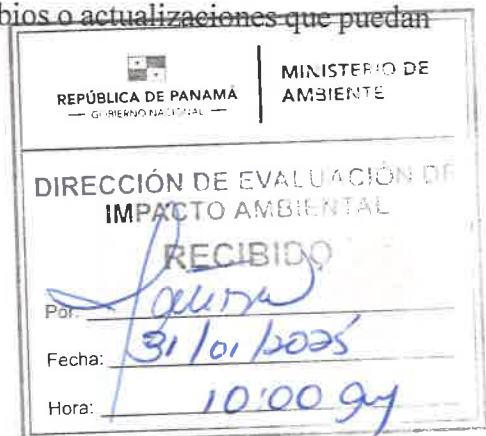 bios o actualizaciones que puedan
REPÚBLICA DE PANAMÁ
— GOBIERNO NACIONAL —
MINISTERIO DE
AMBIENTE
DIRECCIÓN DE EVALUACIÓN DE
IMPACTO AMBIENTAL
RECIBIDO
Por:
Fecha: 31/01/2025
Hora: 10:00